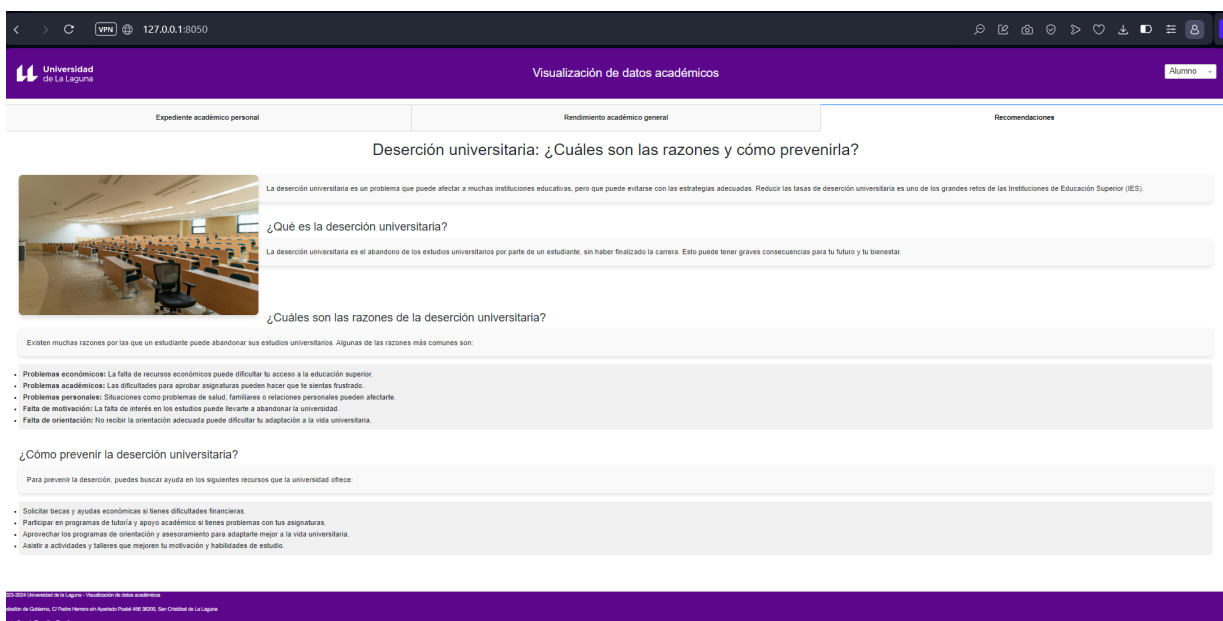 VPN 127.0.0.1:8050
Universidad
de La Laguna
Visualización de datos académicos
Alumno
Expediente académico personal
Rendimiento académico general
Recomendaciones
Deserción universitaria: ¿Cuáles son las razones y cómo prevenirla?
La deserción universitaria es un problema que puede afectar a muchas instituciones educativas, pero que puede evitarse con las estrategias adecuadas. Reducir las tasas de deserción universitaria es uno de los grandes retos de las Instituciones de Educación Superior (IES).
¿Qué es la deserción universitaria?
La deserción universitaria es el abandono de los estudios universitarios por parte de un estudiante, sin haber finalizado la carrera. Esto puede tener graves consecuencias para tu futuro y tu bienestar.
¿Cuáles son las razones de la deserción universitaria?
Existen muchas razones por las que un estudiante puede abandonar sus estudios universitarios. Algunas de las razones más comunes son:
Problemas económicos: La falta de recursos económicos puede dificultar tu acceso a la educación superior.
Problemas académicos: Las dificultades para aprobar asignaturas pueden hacer que te sientas frustrado.
Problemas personales: Situaciones como problemas de salud, familiares o relaciones personales pueden afectarte.
Falta de motivación: La falta de interés en los estudios puede llevarte a abandonar la universidad.
Falta de orientación: No recibir la orientación adecuada puede dificultar tu adaptación a la vida universitaria.
¿Cómo prevenir la deserción universitaria?
Para prevenir la deserción, puedes buscar ayuda en los siguientes recursos que la universidad ofrece:
Solicitar becas y ayudas económicas si tienes dificultades financieras.
Participar en programas de tutoría y apoyo académico si tienes problemas con tus asignaturas.
Aprovechar los programas de orientación y asesoramiento para adaptarte mejor a la vida universitaria.
Asistir a actividades y talleres que mejoren tu motivación y habilidades de estudio.
023-2024 Universidad de la Laguna - Visualización de datos académicos
abellón de Gobierno, C/ Padre Herrera s/n Apartado Postal 456 38200, San Cristóbal de La Laguna